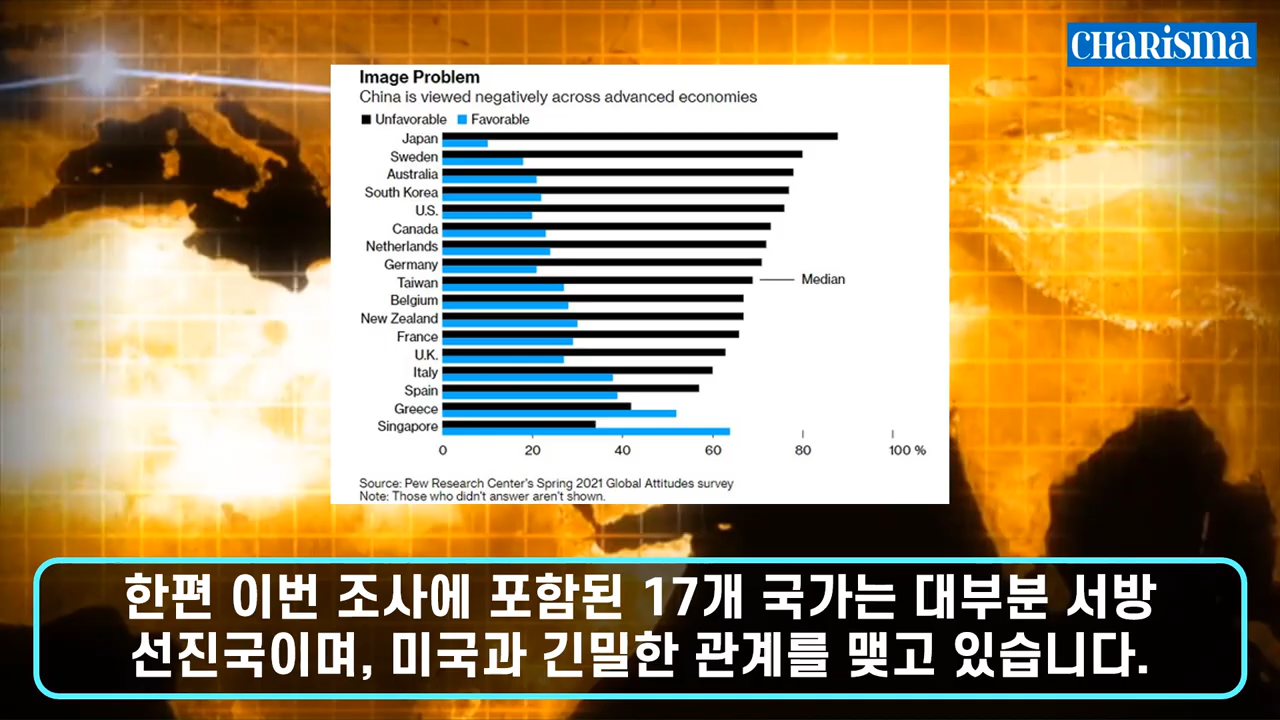 CHARISMA
Image Problem
China is viewed negatively across advanced economies
Unfavorable Favorable
Japan
Sweden
Australia
South Korea
U.S.
Canada
Netherlands
Germany
Taiwan
Median
Belgium
New Zealand
France
U.K.
Italy
Spain
Greece
Singapore
0 20 40 60 80 100 %
Source: Pew Research Center's Spring 2021 Global Attitudes survey
Note: Those who didn't answer aren't shown.
한편 이번 조사에 포함된 17개 국가는 대부분 서방
선진국이며, 미국과 긴밀한 관계를 맺고 있습니다.